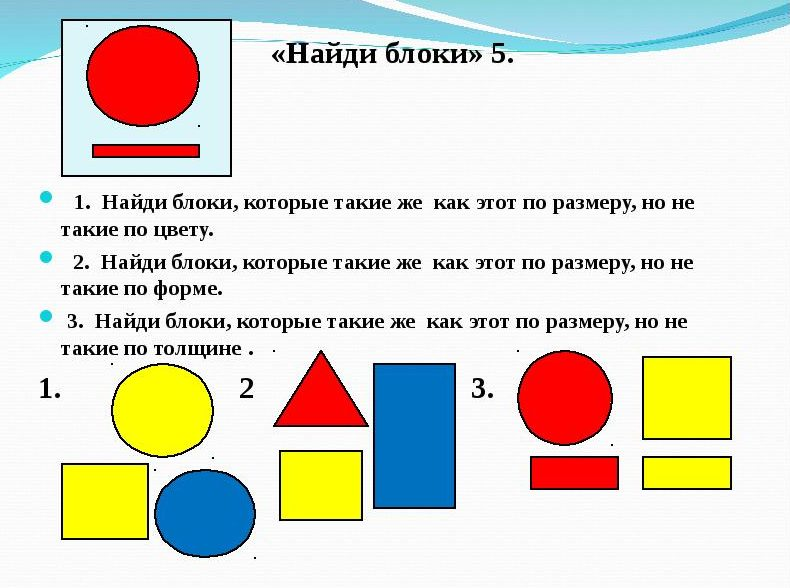 «Найди блоки» 5.
1. Найди блоки, которые такие же как этот по размеру, но не
такие по цвету.
2. Найди блоки, которые такие же как этот по размеру, но не
такие по форме.
3. Найди блоки, которые такие же как этот по размеру, но не
такие по толщине .
1. 2 3.